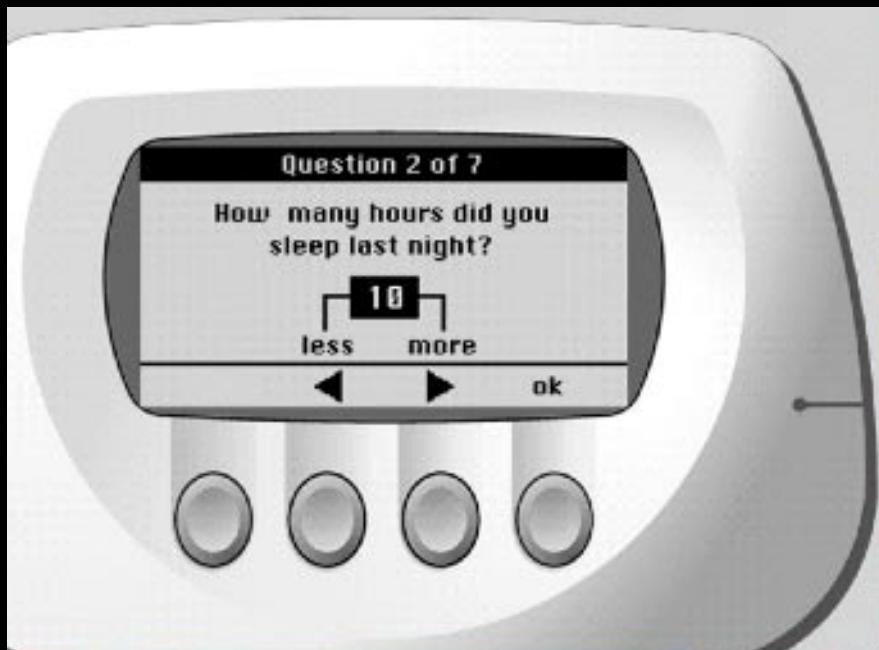 Question 2 of 7
How many hours did you
sleep last night?
10
less more
ok